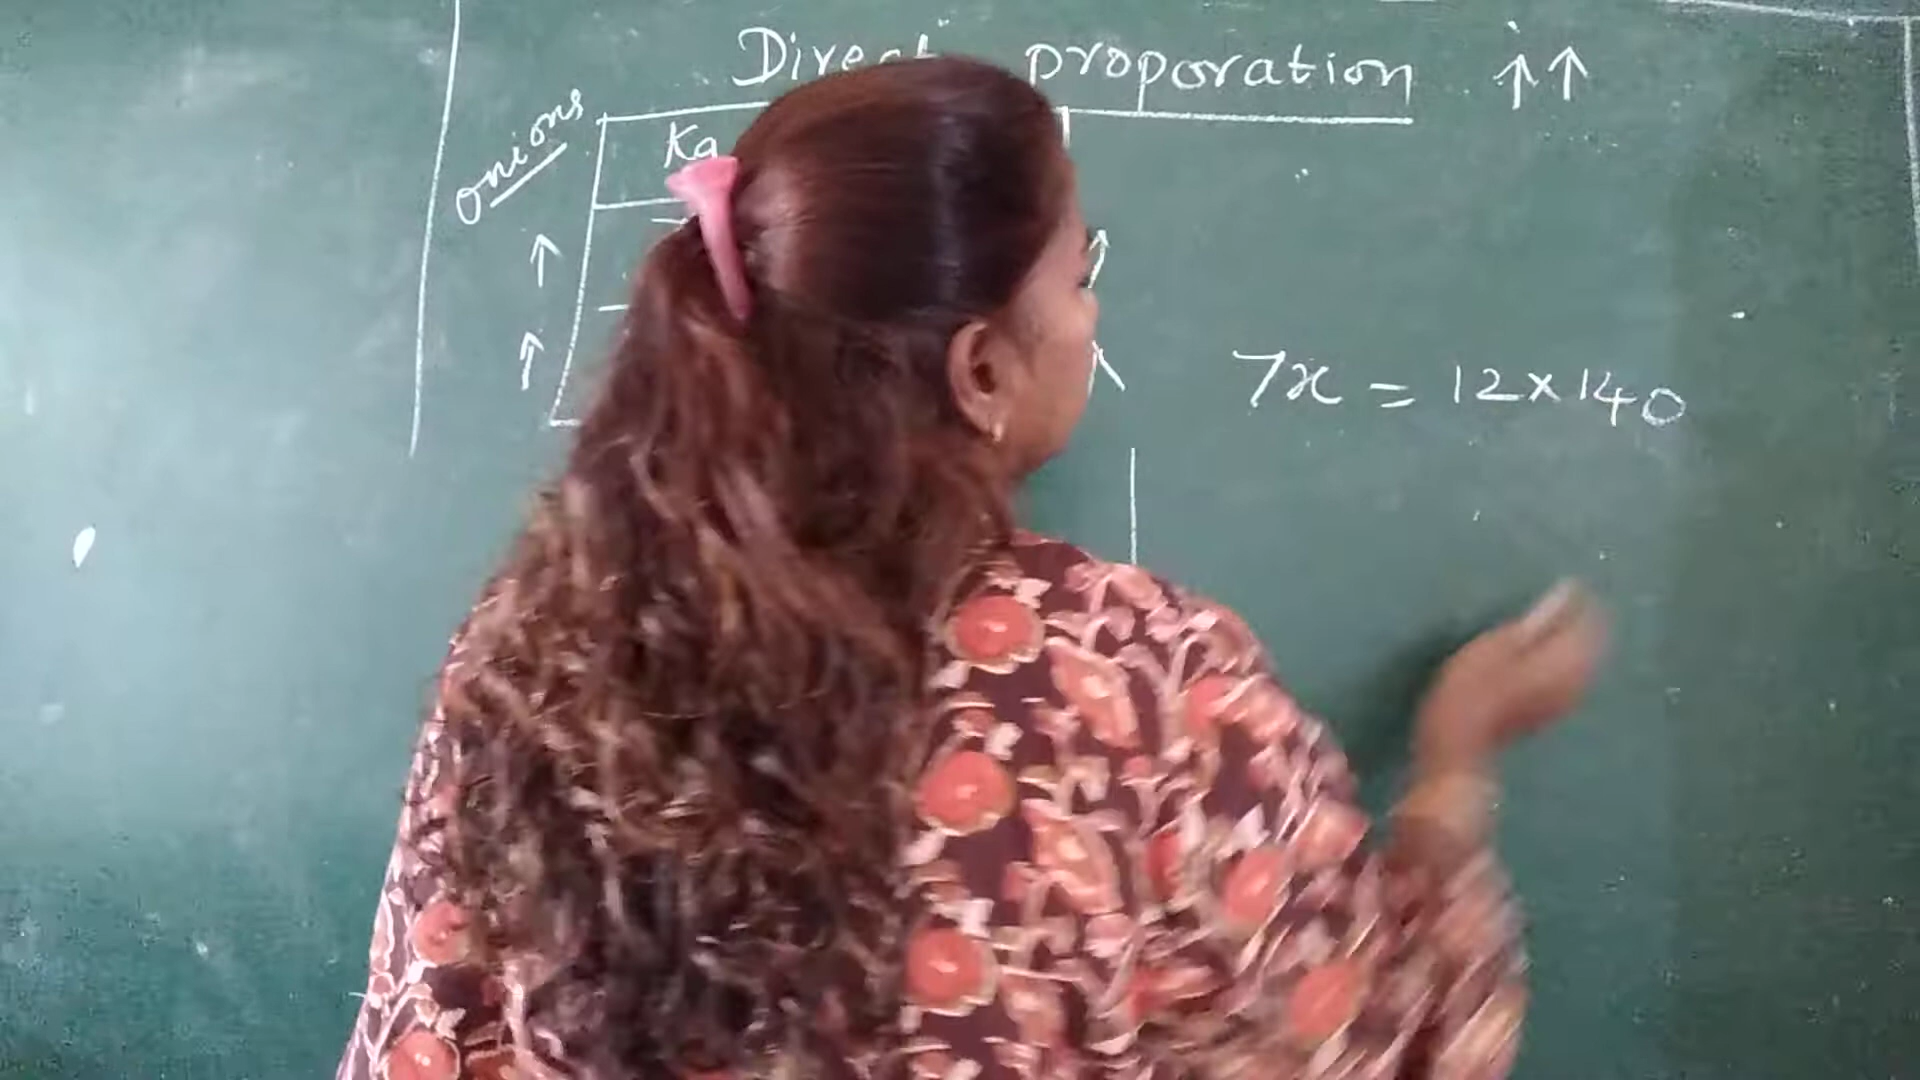 Direct proporation ↑↑
Onions
Kg
↑ ↑
↑
7x = 12×140